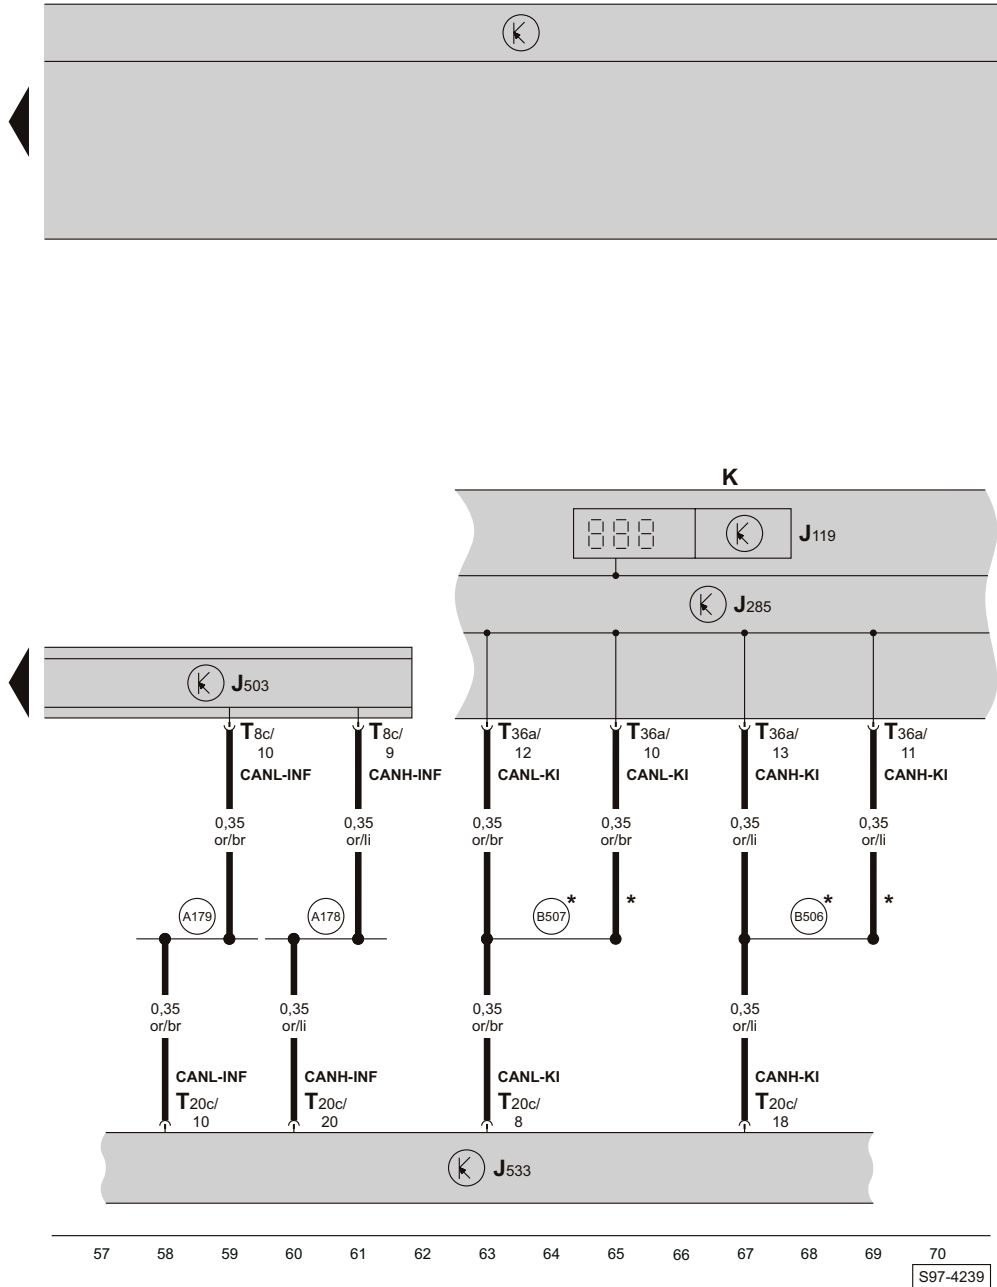 K
J119
J285
J503
T8c/ T8c/ T36a/ T36a/ T36a/ T36a/
10 9 12 10 13 11
CANL-INF CANH-INF CANL-KI CANL-KI CANH-KI CANH-KI
0,35 0,35 0,35 0,35 0,35 0,35
or/br or/li or/br or/br or/li or/li
A179 A178 B507* * B506* *
0,35 0,35 0,35 0,35
or/br or/li or/br or/li
CANL-INF CANH-INF CANL-KI CANH-KI
T20c/ T20c/ T20c/ T20c/
10 20 8 18
J533
57 58 59 60 61 62 63 64 65 66 67 68 69 70
S97-4239